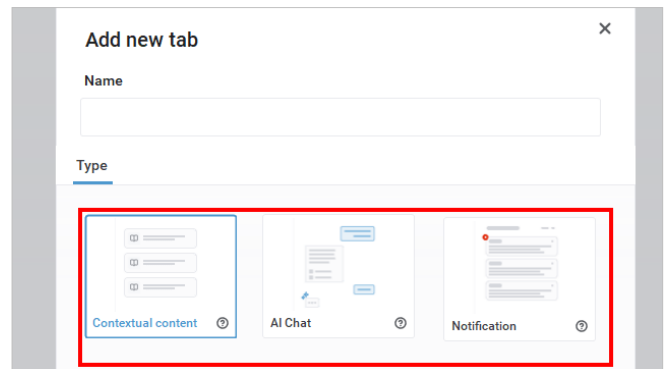 Add new tab
Name
Type
Contextual content
AI Chat
Notification